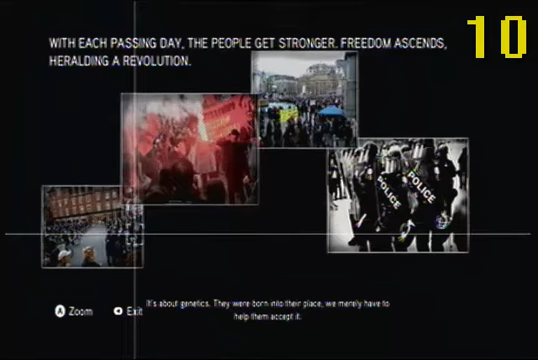 10
WITH EACH PASSING DAY, THE PEOPLE GET STRONGER. FREEDOM ASCENDS,
HERALDING A REVOLUTION.
POLICE
POLICE
A Zoom
Exit
It's about genetics. They were born into their place, we merely have to
help them accept it.